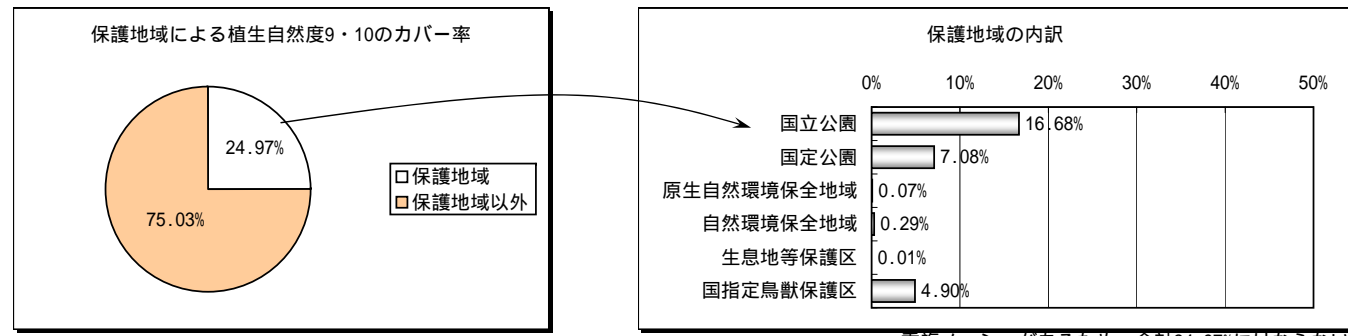 保護地域による植生自然度9・10のカバー率
24.97%
75.03%
保護地域
保護地域以外
保護地域の内訳
0% 10% 20% 30% 40% 50%
国立公園 16.68%
国定公園 7.08%
原生自然環境保全地域 0.07%
自然環境保全地域 0.29%
生息地等保護区 0.01%
国指定鳥獣保護区 4.90%